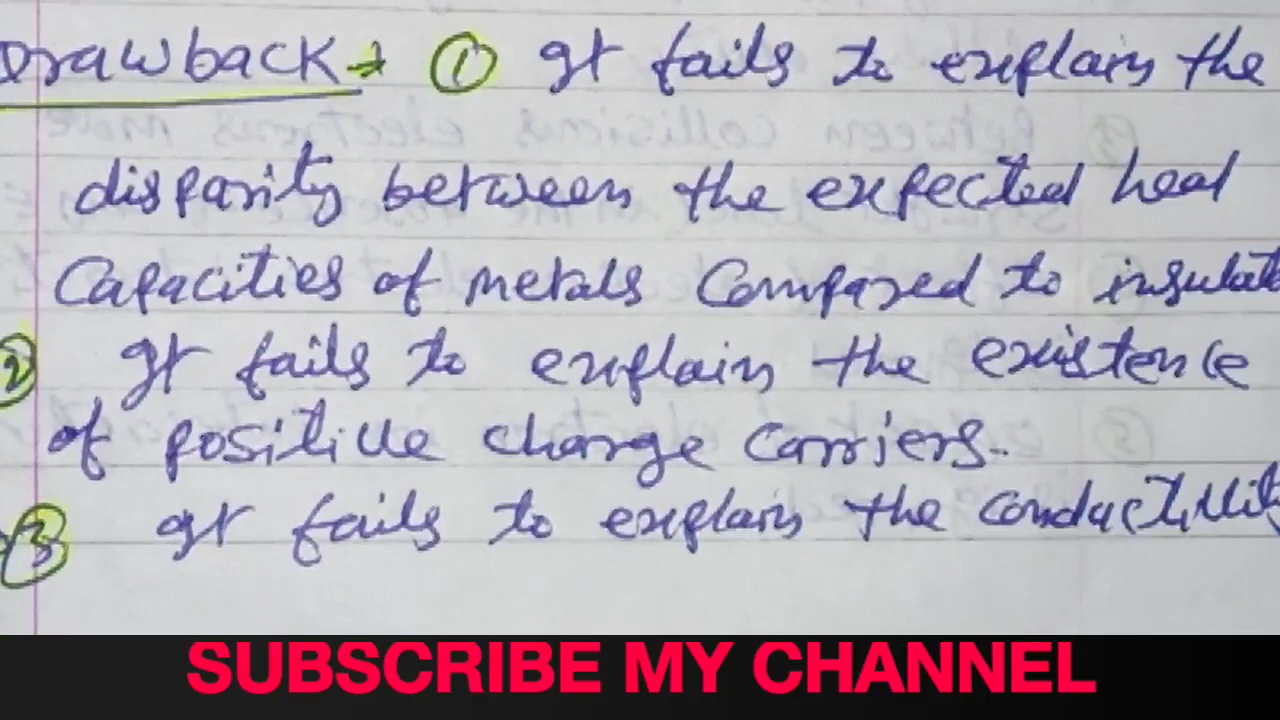 Drawback → ① It fails to explain the
disparity between the expected heat
Capacities of metals Compared to insulat
② It fails to explain the existence
of positive charge carriers.
③ It fails to explain the conductivit
SUBSCRIBE MY CHANNEL